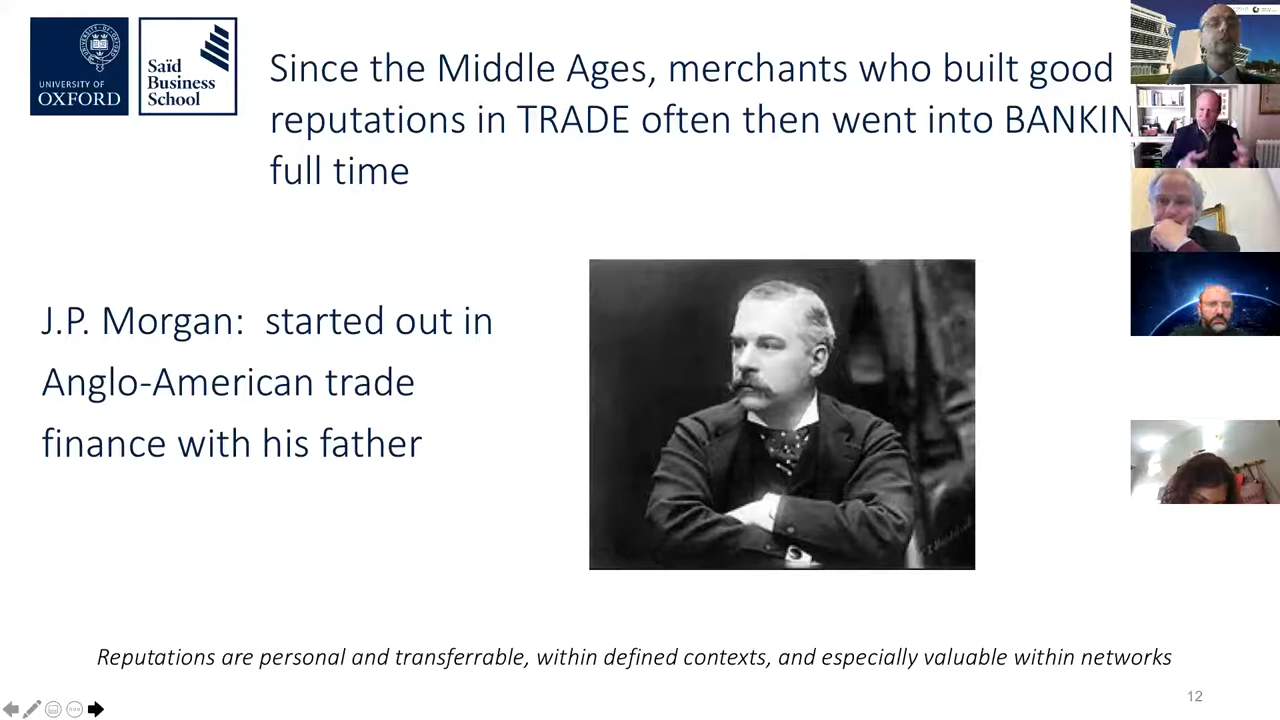 UNIVERSITY OF
OXFORD
Saïd
Business
School
Since the Middle Ages, merchants who built good
reputations in TRADE often then went into BANKIN
full time
J.P. Morgan: started out in
Anglo-American trade
finance with his father
Reputations are personal and transferrable, within defined contexts, and especially valuable within networks
12